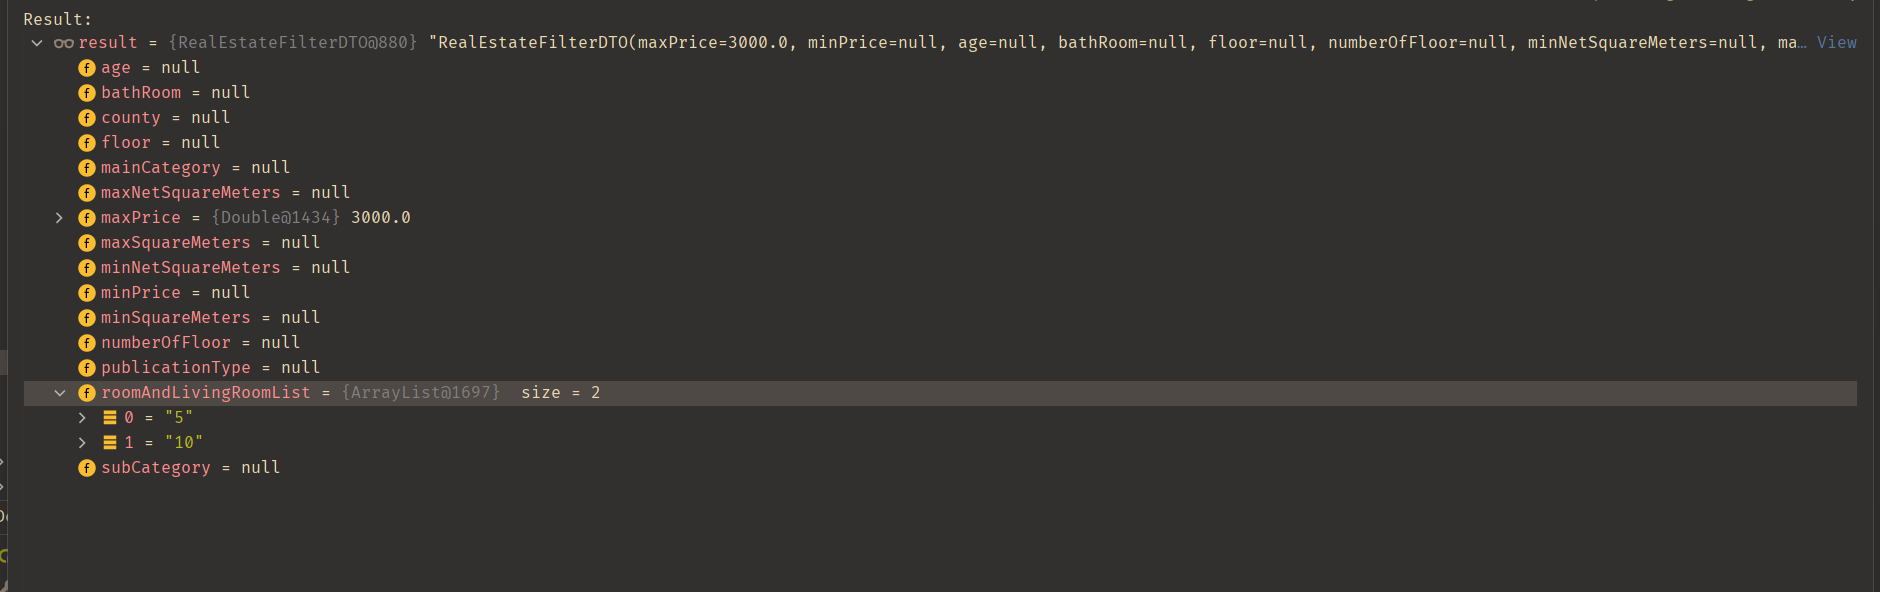 Result:
result = {RealEstateFilterDTO@880} "RealEstateFilterDTO(maxPrice=3000.0, minPrice=null, age=null, bathRoom=null, floor=null, numberOfFloor=null, minNetSquareMeters=null, ma... View
f age = null
f bathRoom = null
f county = null
f floor = null
f mainCategory = null
f maxNetSquareMeters = null
f maxPrice = {Double@1434} 3000.0
f maxSquareMeters = null
f minNetSquareMeters = null
f minPrice = null
f minSquareMeters = null
f numberOfFloor = null
f publicationType = null
f roomAndLivingRoomList = {ArrayList@1697} size = 2
0 = "5"
1 = "10"
f subCategory = null